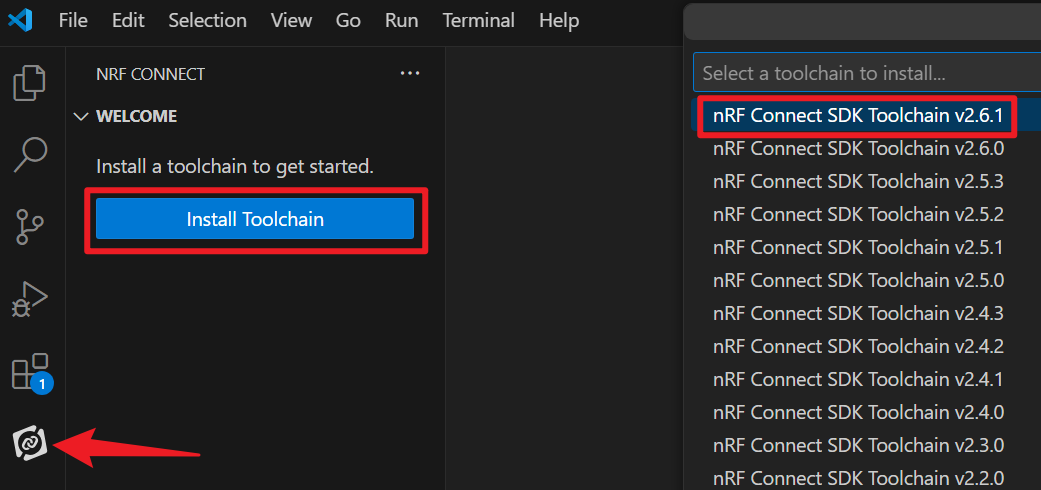 File Edit Selection View Go Run Terminal Help
NRF CONNECT
WELCOME
Install a toolchain to get started.
Install Toolchain
1
Select a toolchain to install...
nRF Connect SDK Toolchain v2.6.1
nRF Connect SDK Toolchain v2.6.0
nRF Connect SDK Toolchain v2.5.3
nRF Connect SDK Toolchain v2.5.2
nRF Connect SDK Toolchain v2.5.1
nRF Connect SDK Toolchain v2.5.0
nRF Connect SDK Toolchain v2.4.3
nRF Connect SDK Toolchain v2.4.2
nRF Connect SDK Toolchain v2.4.1
nRF Connect SDK Toolchain v2.4.0
nRF Connect SDK Toolchain v2.3.0
nRF Connect SDK Toolchain v2.2.0